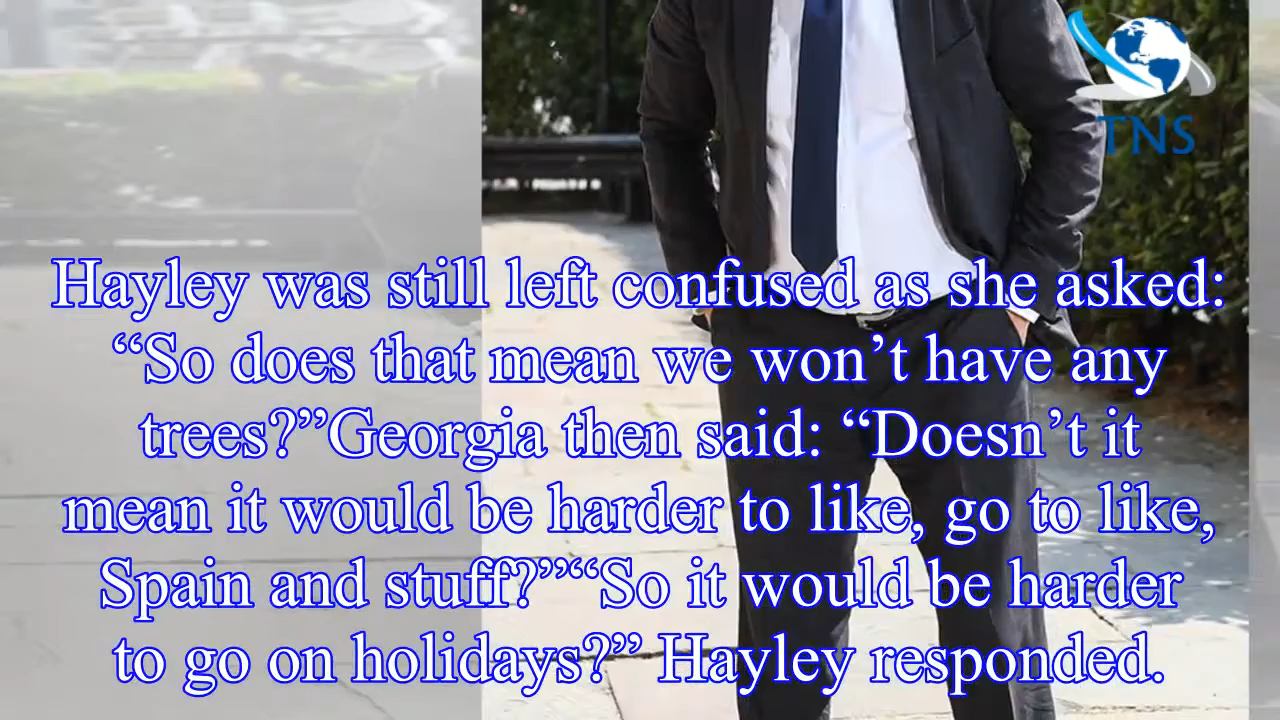 TNS
Hayley was still left confused as she asked:
“So does that mean we won’t have any
trees?”Georgia then said: “Doesn’t it
mean it would be harder to like, go to like,
Spain and stuff?”“So it would be harder
to go on holidays?” Hayley responded.